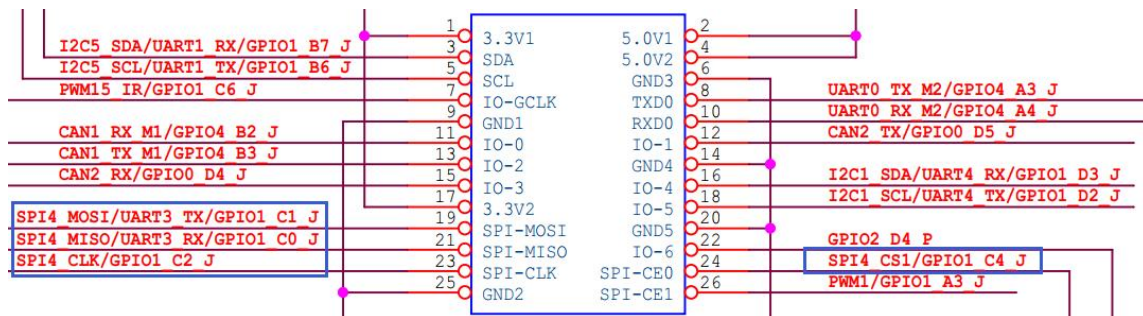 1 2
3.3V1 5.0V1
I2C5_SDA/UART1_RX/GPIO1_B7_J 3 4
SDA 5.0V2
I2C5_SCL/UART1_TX/GPIO1_B6_J 5 6
SCL GND3
PWM15_IR/GPIO1_C6_J 7 8 UART0_TX_M2/GPIO4_A3_J
IO-GCLK TXD0
9 10 UART0_RX_M2/GPIO4_A4_J
GND1 RXD0
CAN1_RX_M1/GPIO4_B2_J 11 12 CAN2_TX/GPIO0_D5_J
IO-0 IO-1
CAN1_TX_M1/GPIO4_B3_J 13 14
IO-2 GND4
CAN2_RX/GPIO0_D4_J 15 16 I2C1_SDA/UART4_RX/GPIO1_D3_J
IO-3 IO-4
17 18 I2C1_SCL/UART4_TX/GPIO1_D2_J
3.3V2 IO-5
SPI4_MOSI/UART3_TX/GPIO1_C1_J 19 20
SPI-MOSI GND5
SPI4_MISO/UART3_RX/GPIO1_C0_J 21 22 GPIO2_D4_P
SPI-MISO IO-6
SPI4_CLK/GPIO1_C2_J 23 24 SPI4_CS1/GPIO1_C4_J
SPI-CLK SPI-CE0
25 26 PWM1/GPIO1_A3_J
GND2 SPI-CE1